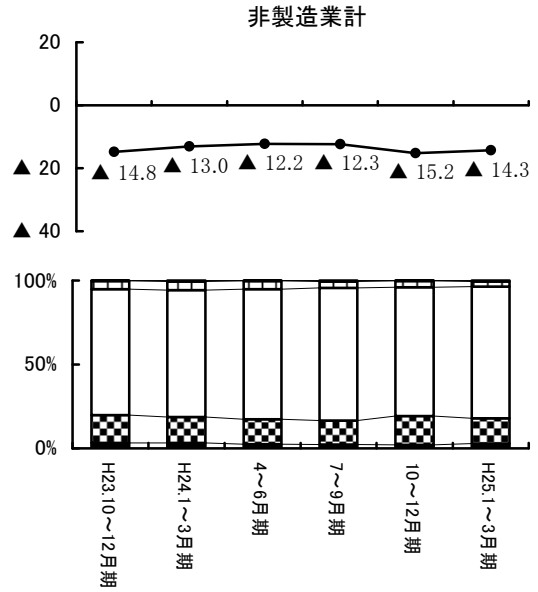 非製造業計
20
0
▲ 20
▲ 40
▲ 14.8
▲ 13.0
▲ 12.2
▲ 12.3
▲ 15.2
▲ 14.3
100%
50%
0%
H23.10～12月期
H24.1～3月期
4～6月期
7～9月期
10～12月期
H25.1～3月期